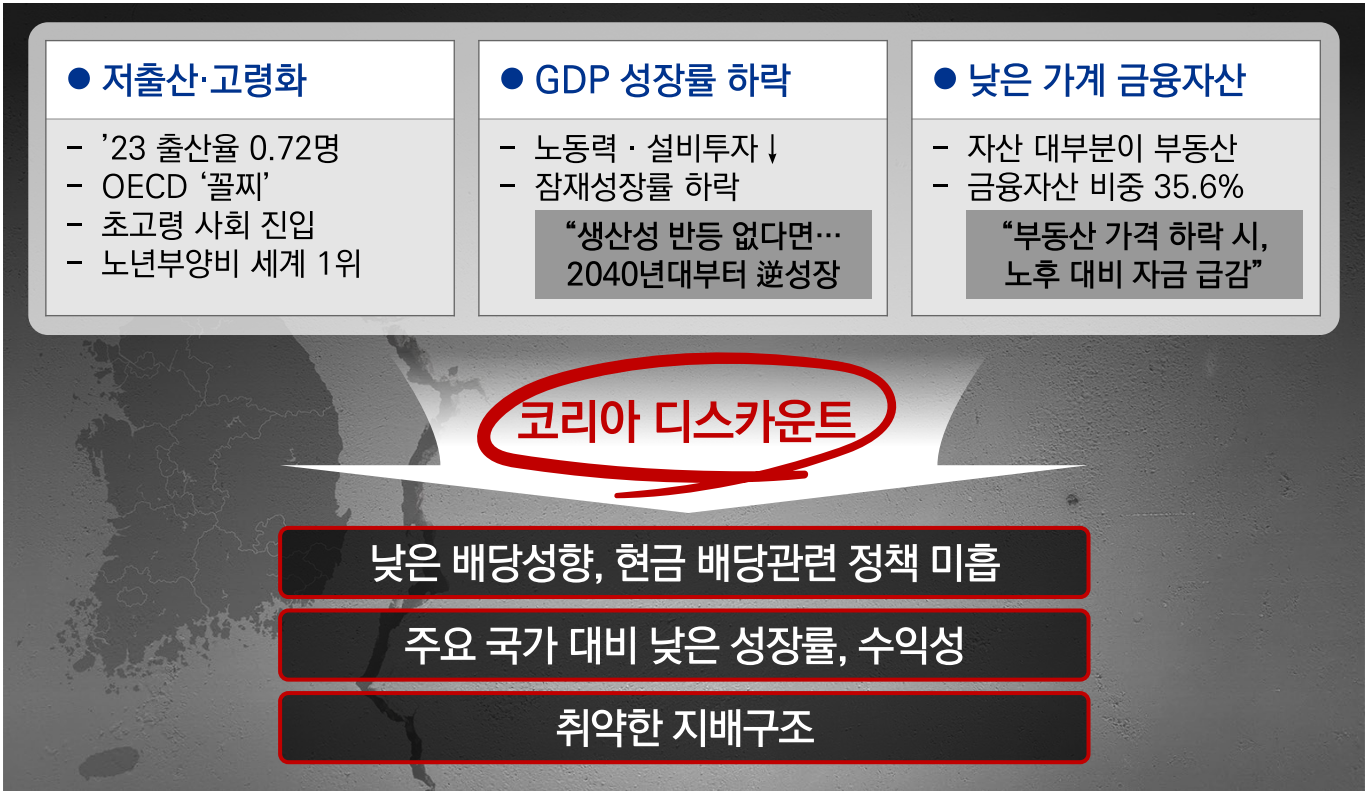 ● 저출산·고령화
- ’23 출산율 0.72명
- OECD ‘꼴찌’
- 초고령 사회 진입
- 노년부양비 세계 1위
● GDP 성장률 하락
- 노동력 · 설비투자↓
- 잠재성장률 하락
“생산성 반등 없다면…
2040년대부터 逆성장
● 낮은 가계 금융자산
- 자산 대부분이 부동산
- 금융자산 비중 35.6%
“부동산 가격 하락 시,
노후 대비 자금 급감”
코리아 디스카운트
낮은 배당성향, 현금 배당관련 정책 미흡
주요 국가 대비 낮은 성장률, 수익성
취약한 지배구조